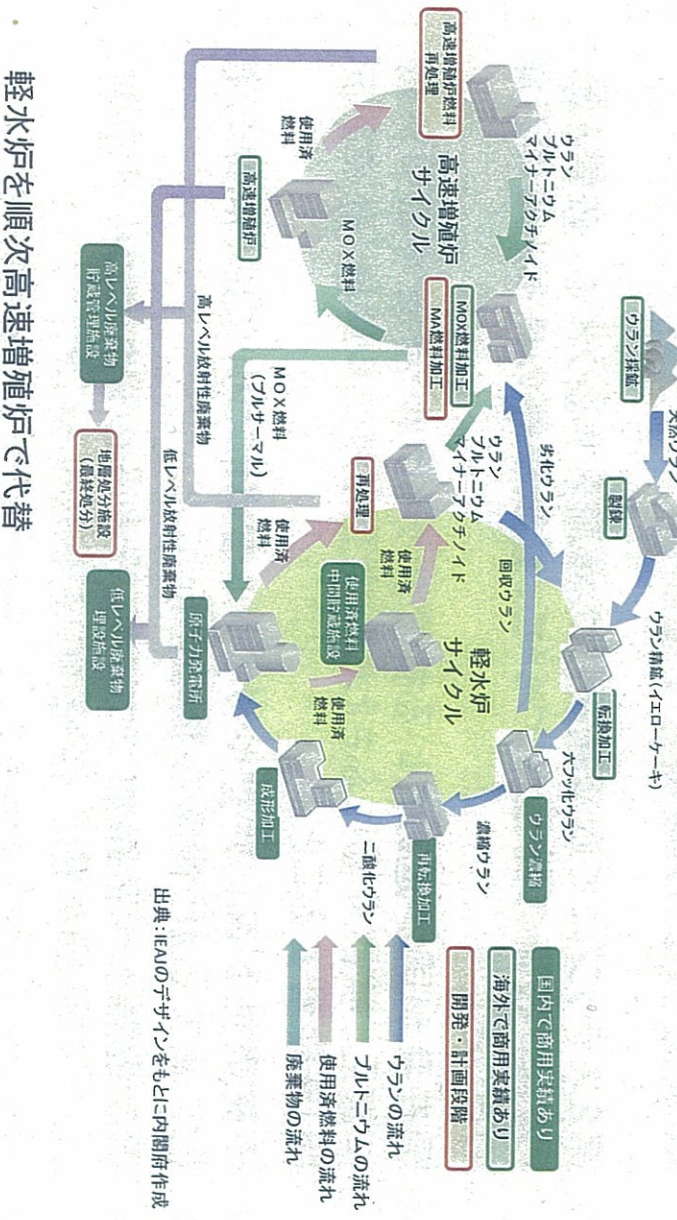 天然ウラン
ウラン採鉱
製錬
ウラン精鉱(イエローケーキ)
転換加工
六フッ化ウラン
ウラン濃縮
濃縮ウラン
再転換加工
二酸化ウラン
成形加工
劣化ウラン
回収ウラン
軽水炉
サイクル
ウラン
プルトニウム
マイナーアクチノイド
高速増殖炉燃料
再処理
高速増殖炉
サイクル
MOX燃料加工
MA燃料加工
MOX燃料
使用済
燃料
高速増殖炉
ウラン
プルトニウム
マイナーアクチノイド
再処理
使用済
燃料
使用済燃料
中間貯蔵施設
使用済
燃料
使用済
燃料
MOX燃料
(プルサーマル)
原子力発電所
高レベル放射性廃棄物
低レベル放射性廃棄物
高レベル廃棄物
貯蔵管理施設
地層処分施設
(最終処分)
低レベル廃棄物
埋設施設
国内で商用実績あり
海外で商用実績あり
開発・計画段階
ウランの流れ
プルトニウムの流れ
使用済燃料の流れ
廃棄物の流れ
出典:IEAJのデザインをもとに内閣府作成
・軽水炉を順次高速増殖炉で代替